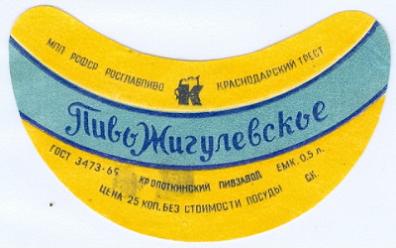 МПП РСФСР РОСГЛАВПИВО К КРАСНОДАРСКИЙ ТРЕСТ
Пиво Жигулевское
ГОСТ 3473-69 КРОПОТКИНСКИЙ ПИВЗАВОД ЕМК. 0,5 л.
ЦЕНА 25 КОП. БЕЗ СТОИМОСТИ ПОСУДЫ СК.